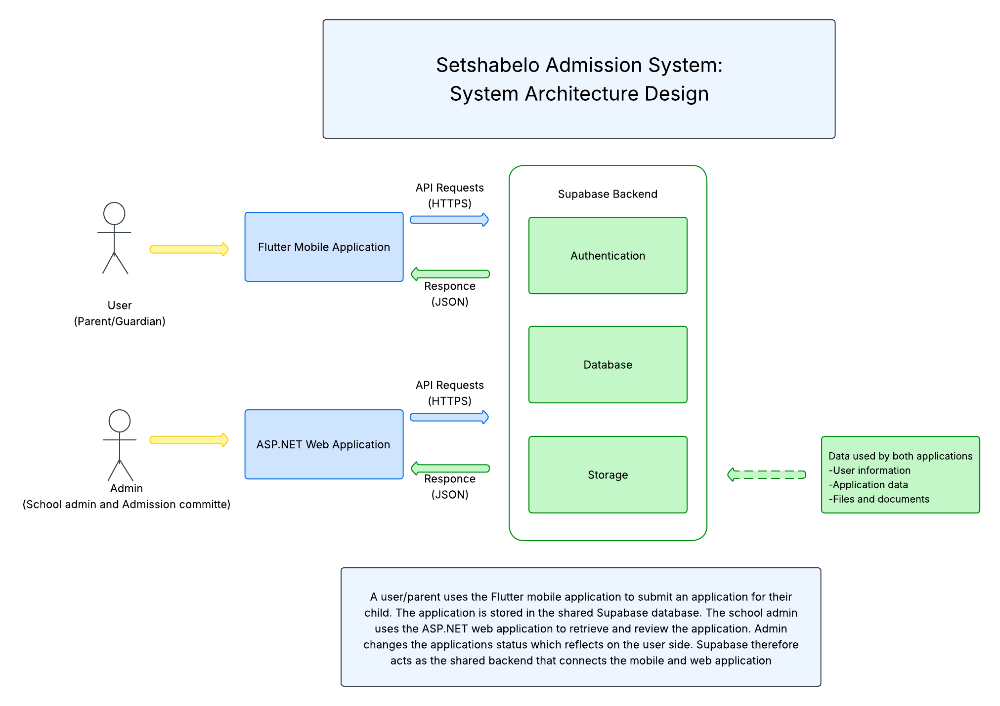 Setshabelo Admission System:
System Architecture Design
API Requests
(HTTPS)
Supabase Backend
Flutter Mobile Application
Authentication
Responce
(JSON)
User
(Parent/Guardian)
Database
API Requests
(HTTPS)
ASP.NET Web Application
Storage
Responce
(JSON)
Admin
(School admin and Admission committe)
Data used by both applications
-User information
-Application data
-Files and documents
A user/parent uses the Flutter mobile application to submit an application for their
child. The application is stored in the shared Supabase database. The school admin
uses the ASP.NET web application to retrieve and review the application. Admin
changes the applications status which reflects on the user side. Supabase therefore
acts as the shared backend that connects the mobile and web application